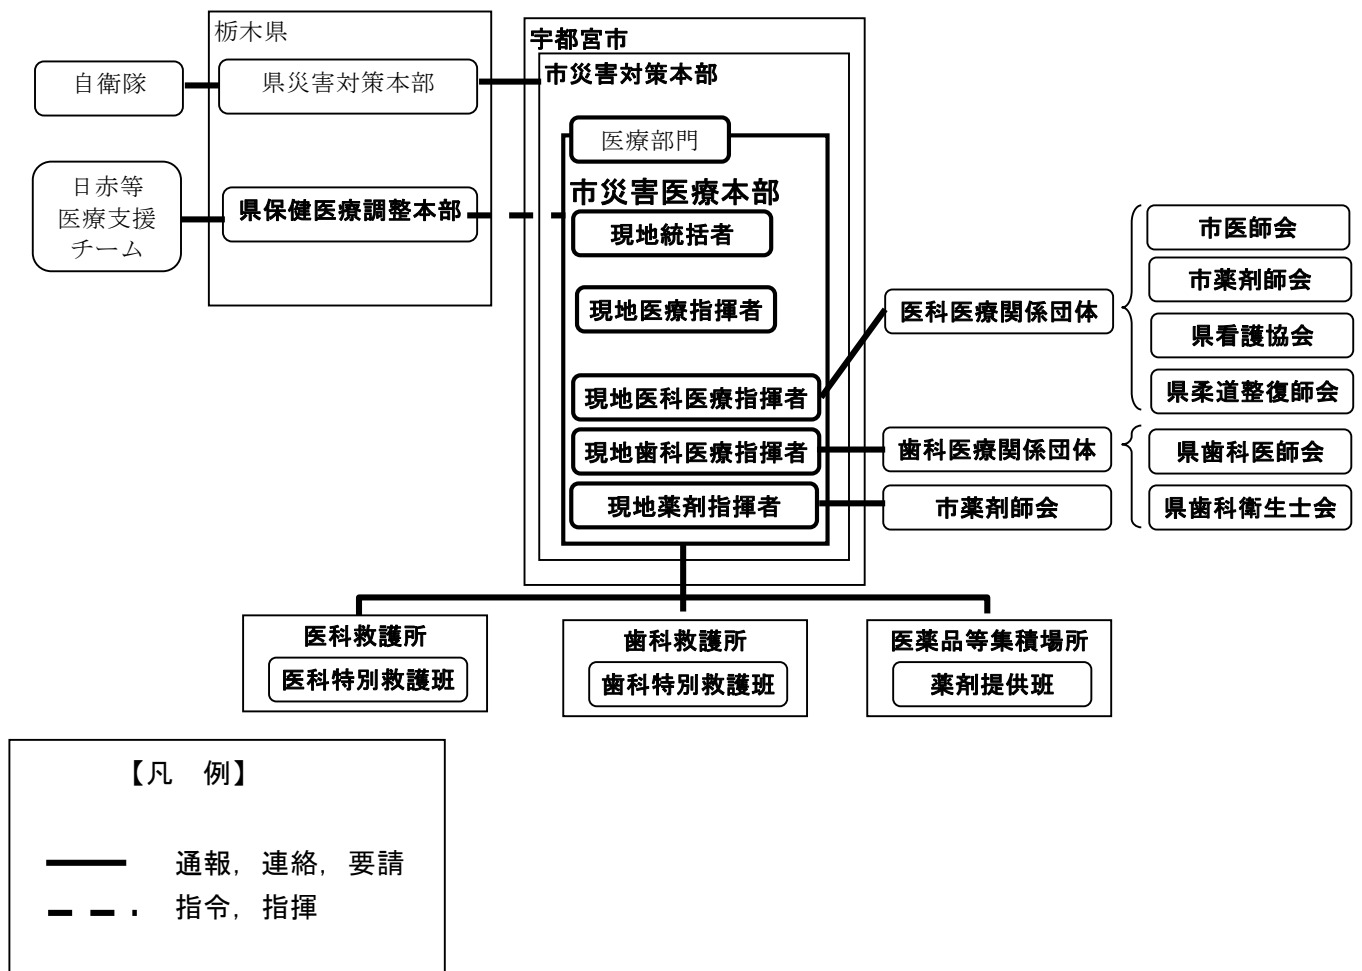 栃木県
自衛隊
県災害対策本部
日赤等
医療支援
チーム
県保健医療調整本部
宇都宮市
市災害対策本部
医療部門
市災害医療本部
現地統括者
現地医療指揮者
現地医科医療指揮者
現地歯科医療指揮者
現地薬剤指揮者
医科医療関係団体
歯科医療関係団体
市薬剤師会
市医師会
市薬剤師会
県看護協会
県柔道整復師会
県歯科医師会
県歯科衛生士会
医科救護所
医科特別救護班
歯科救護所
歯科特別救護班
医薬品等集積場所
薬剤提供班
【凡　例】
通報，連絡，要請
指令，指揮